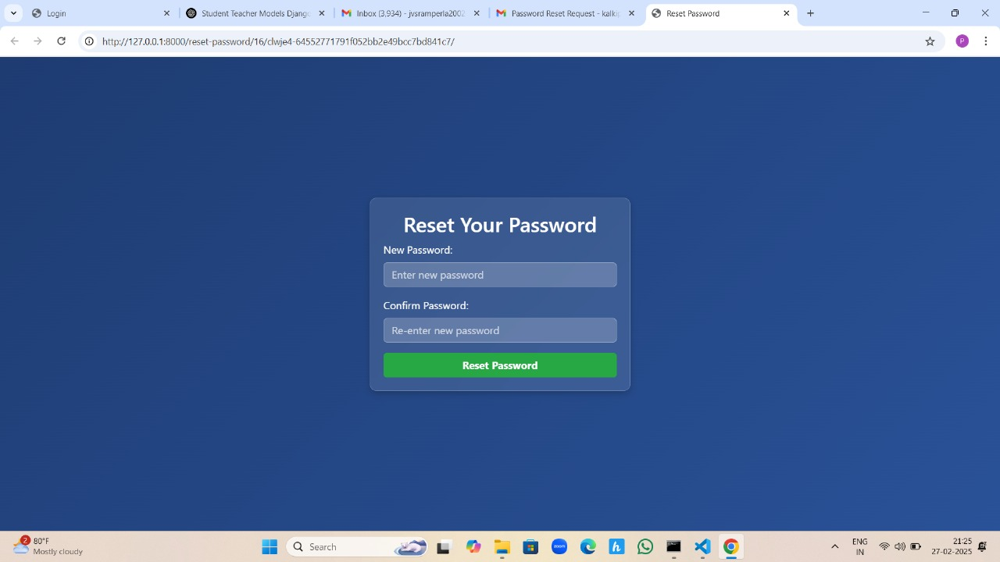 Login
Student Teacher Models Django
Inbox (3,934) - jvsramperla2002
Password Reset Request - kalki
Reset Password
http://127.0.0.1:8000/reset-password/16/clwje4-64552771791f052bb2e49bcc7bd841c7/
P
Reset Your Password
New Password:
Enter new password
Confirm Password:
Re-enter new password
Reset Password
2
80°F
Mostly cloudy
Search
zoom
h
ENG
IN
21:25
27-02-2025